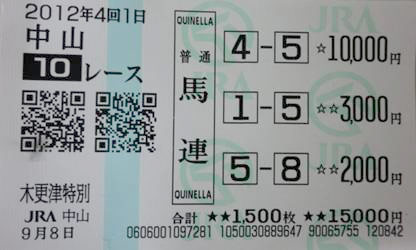 2012年4回1日
中山
10レース
木更津特別
JRA 中山
9月8日
QUINELLA
普通
馬連
QUINELLA
4-5 ☆10,000円
1-5 ☆☆3,000円
5-8 ☆☆2,000円
合計 ★★1,500枚 ★★15,000円
0606001097281 1050030889647 90065755 120842
JRA
JRA
JRA